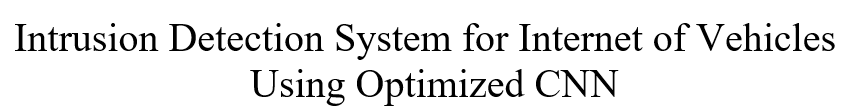 Intrusion Detection System for Internet of Vehicles
Using Optimized CNN